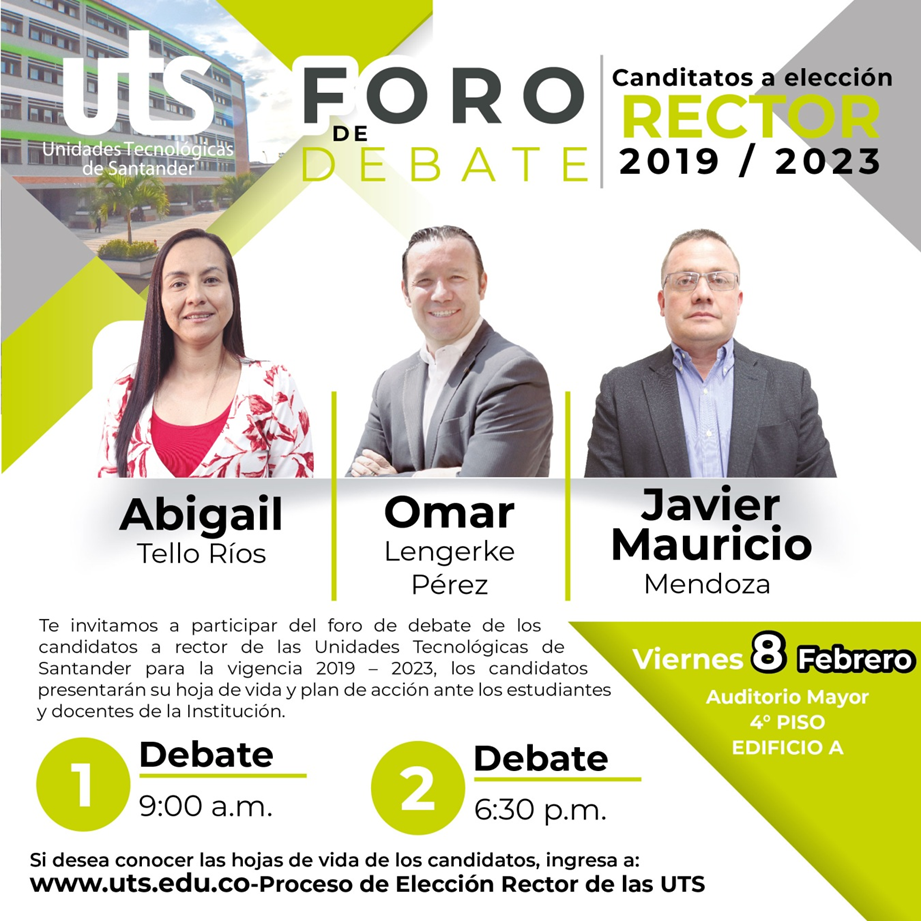 uts
Unidades Tecnológicas
de Santander
FORO
DE
DEBATE
Canditatos a elección
RECTOR
2019 / 2023
Abigail
Tello Ríos
Omar
Lengerke
Pérez
Javier
Mauricio
Mendoza
Te invitamos a participar del foro de debate de los
candidatos a rector de las Unidades Tecnológicas de
Santander para la vigencia 2019 – 2023, los candidatos
presentarán su hoja de vida y plan de acción ante los estudiantes
y docentes de la Institución.
Viernes 8 Febrero
Auditorio Mayor
4° PISO
EDIFICIO A
1 Debate
9:00 a.m.
2 Debate
6:30 p.m.
Si desea conocer las hojas de vida de los candidatos, ingresa a:
www.uts.edu.co-Proceso de Elección Rector de las UTS